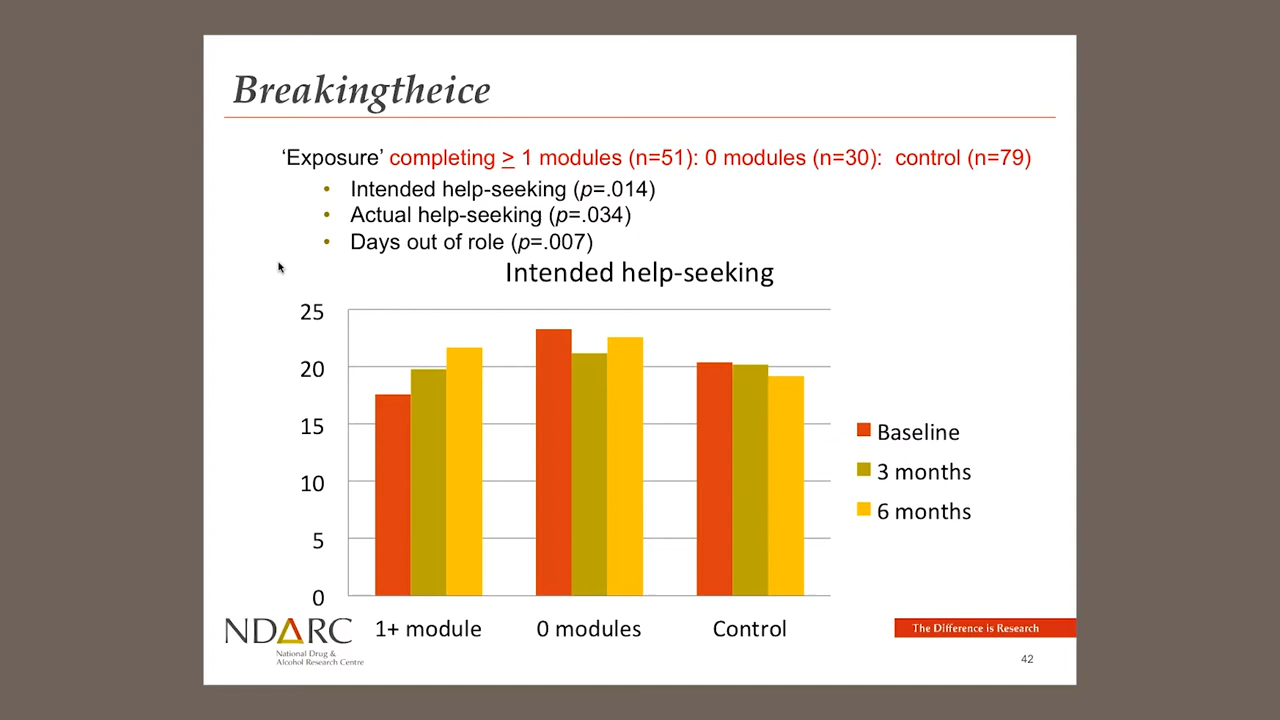 Breakingtheice
‘Exposure’ completing ≥ 1 modules (n=51): 0 modules (n=30): control (n=79)
• Intended help-seeking (p=.014)
• Actual help-seeking (p=.034)
• Days out of role (p=.007)
Intended help-seeking
25
20
15
10
5
0
1+ module 0 modules Control
Baseline
3 months
6 months
NDARC
National Drug &
Alcohol Research Centre
The Difference is Research
42